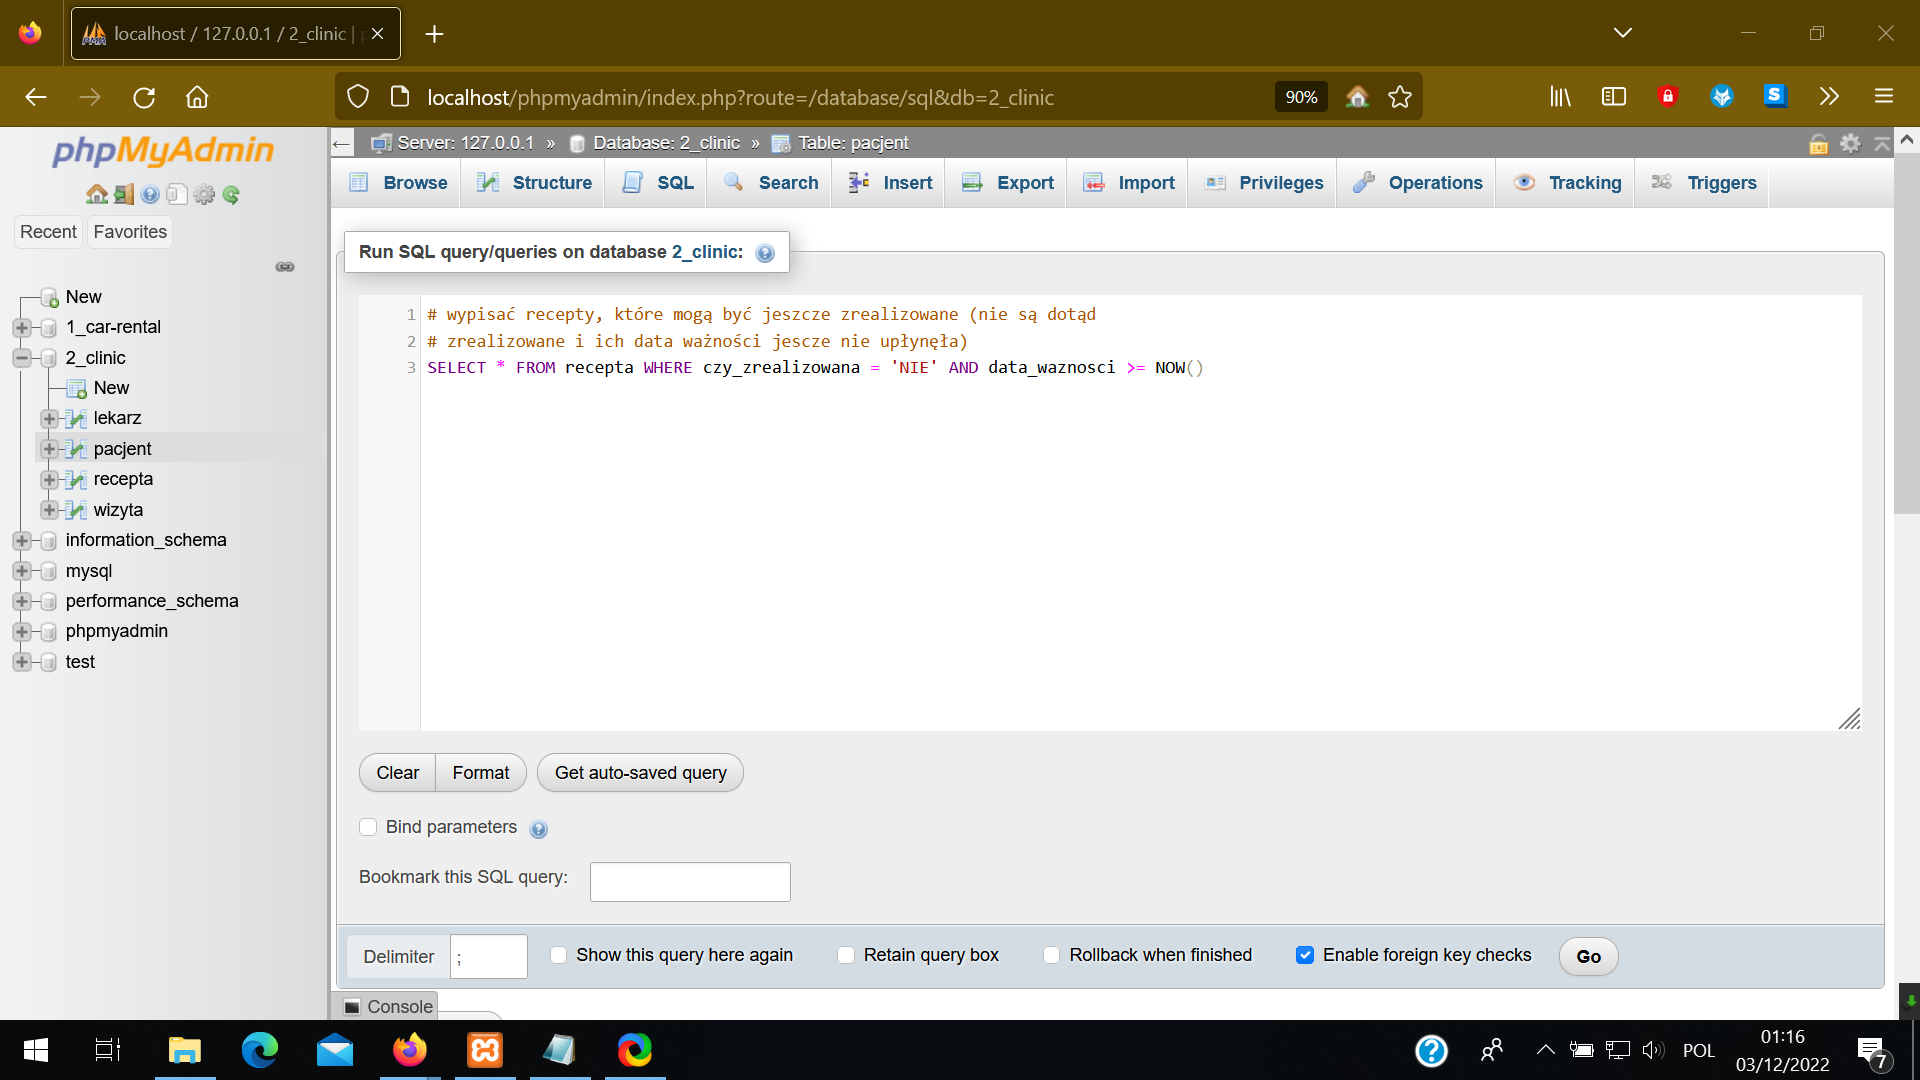 localhost / 127.0.0.1 / 2_clinic |
localhost/phpmyadmin/index.php?route=/database/sql&db=2_clinic
90%
phpMyAdmin
Recent
Favorites
New
1_car-rental
2_clinic
New
lekarz
pacjent
recepta
wizyta
information_schema
mysql
performance_schema
phpmyadmin
test
Server: 127.0.0.1 » Database: 2_clinic » Table: pacjent
Browse Structure SQL Search Insert Export Import Privileges Operations Tracking Triggers
Run SQL query/queries on database 2_clinic:
1 # wypisać recepty, które mogą być jeszcze zrealizowane (nie są dotąd
2 # zrealizowane i ich data ważności jescze nie upłynęła)
3 SELECT * FROM recepta WHERE czy_zrealizowana = 'NIE' AND data_waznosci >= NOW()
Clear Format Get auto-saved query
Bind parameters
Bookmark this SQL query:
Delimiter ; Show this query here again Retain query box Rollback when finished Enable foreign key checks Go
Console
POL
01:16
03/12/2022
7